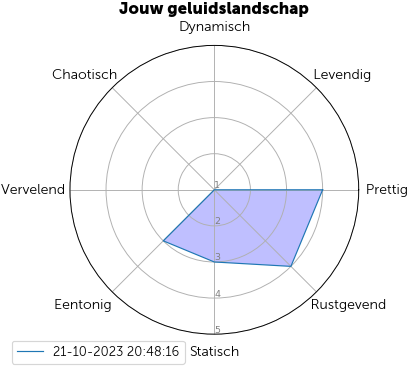 Jouw geluidslandschap
Dynamisch
Chaotisch
Levendig
Vervelend
1
Prettig
2
3
4
Eentonig
Rustgevend
5
21-10-2023 20:48:16
Statisch